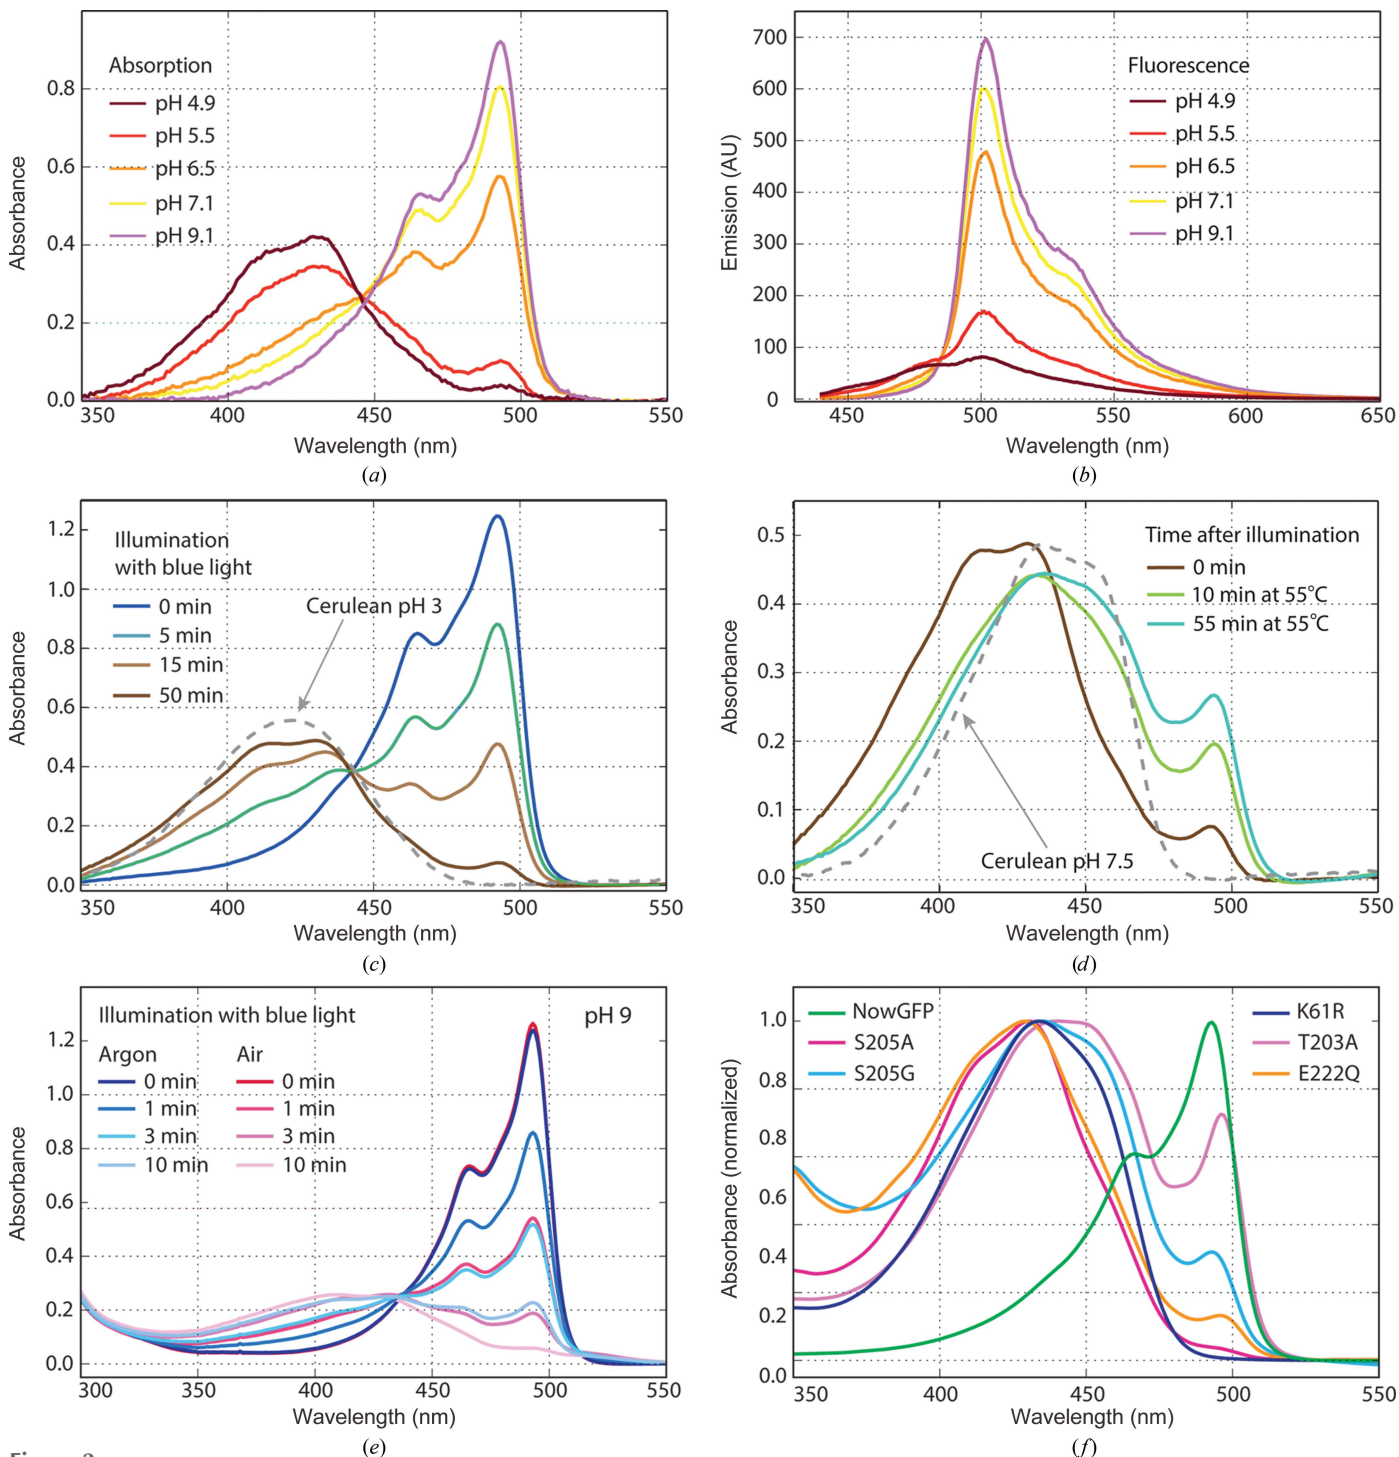 Absorption
pH 4.9
pH 5.5
pH 6.5
pH 7.1
pH 9.1
Absorbance
0.8
0.6
0.4
0.2
0.0
350 400 450 500 550
Wavelength (nm)
(a)
Fluorescence
pH 4.9
pH 5.5
pH 6.5
pH 7.1
pH 9.1
Emission (AU)
700
600
500
400
300
200
100
0
450 500 550 600 650
Wavelength (nm)
(b)
Illumination
with blue light
0 min
5 min
15 min
50 min
Cerulean pH 3
Absorbance
1.2
1.0
0.8
0.6
0.4
0.2
0.0
350 400 450 500 550
Wavelength (nm)
(c)
Time after illumination
0 min
10 min at 55°C
55 min at 55°C
Cerulean pH 7.5
Absorbance
0.5
0.4
0.3
0.2
0.1
0.0
350 400 450 500 550
Wavelength (nm)
(d)
Illumination with blue light pH 9
Argon Air
0 min 0 min
1 min 1 min
3 min 3 min
10 min 10 min
Absorbance
1.2
1.0
0.8
0.6
0.4
0.2
0.0
300 350 400 450 500 550
Wavelength (nm)
(e)
NowGFP K61R
S205A T203A
S205G E222Q
Absorbance (normalized)
1.0
0.8
0.8
0.6
0.4
0.2
0.0
350 400 450 500 550
Wavelength (nm)
(f)